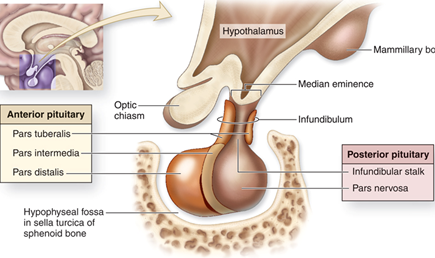 Hypothalamus
Mammillary bo
Median eminence
Optic
chiasm
Infundibulum
Anterior pituitary
Pars tuberalis
Pars intermedia
Pars distalis
Posterior pituitary
Infundibular stalk
Pars nervosa
Hypophyseal fossa
in sella turcica of
sphenoid bone